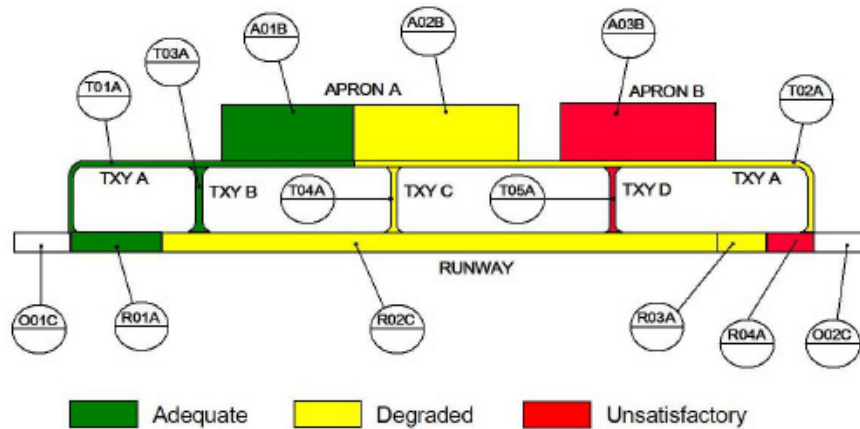 A01B
A02B
A03B
T03A
T01A
APRON A
APRON B
T02A
TXY A
TXY B
T04A
TXY C
T05A
TXY D
TXY A
RUNWAY
O01C
R01A
R02C
R03A
R04A
O02C
Adequate
Degraded
Unsatisfactory